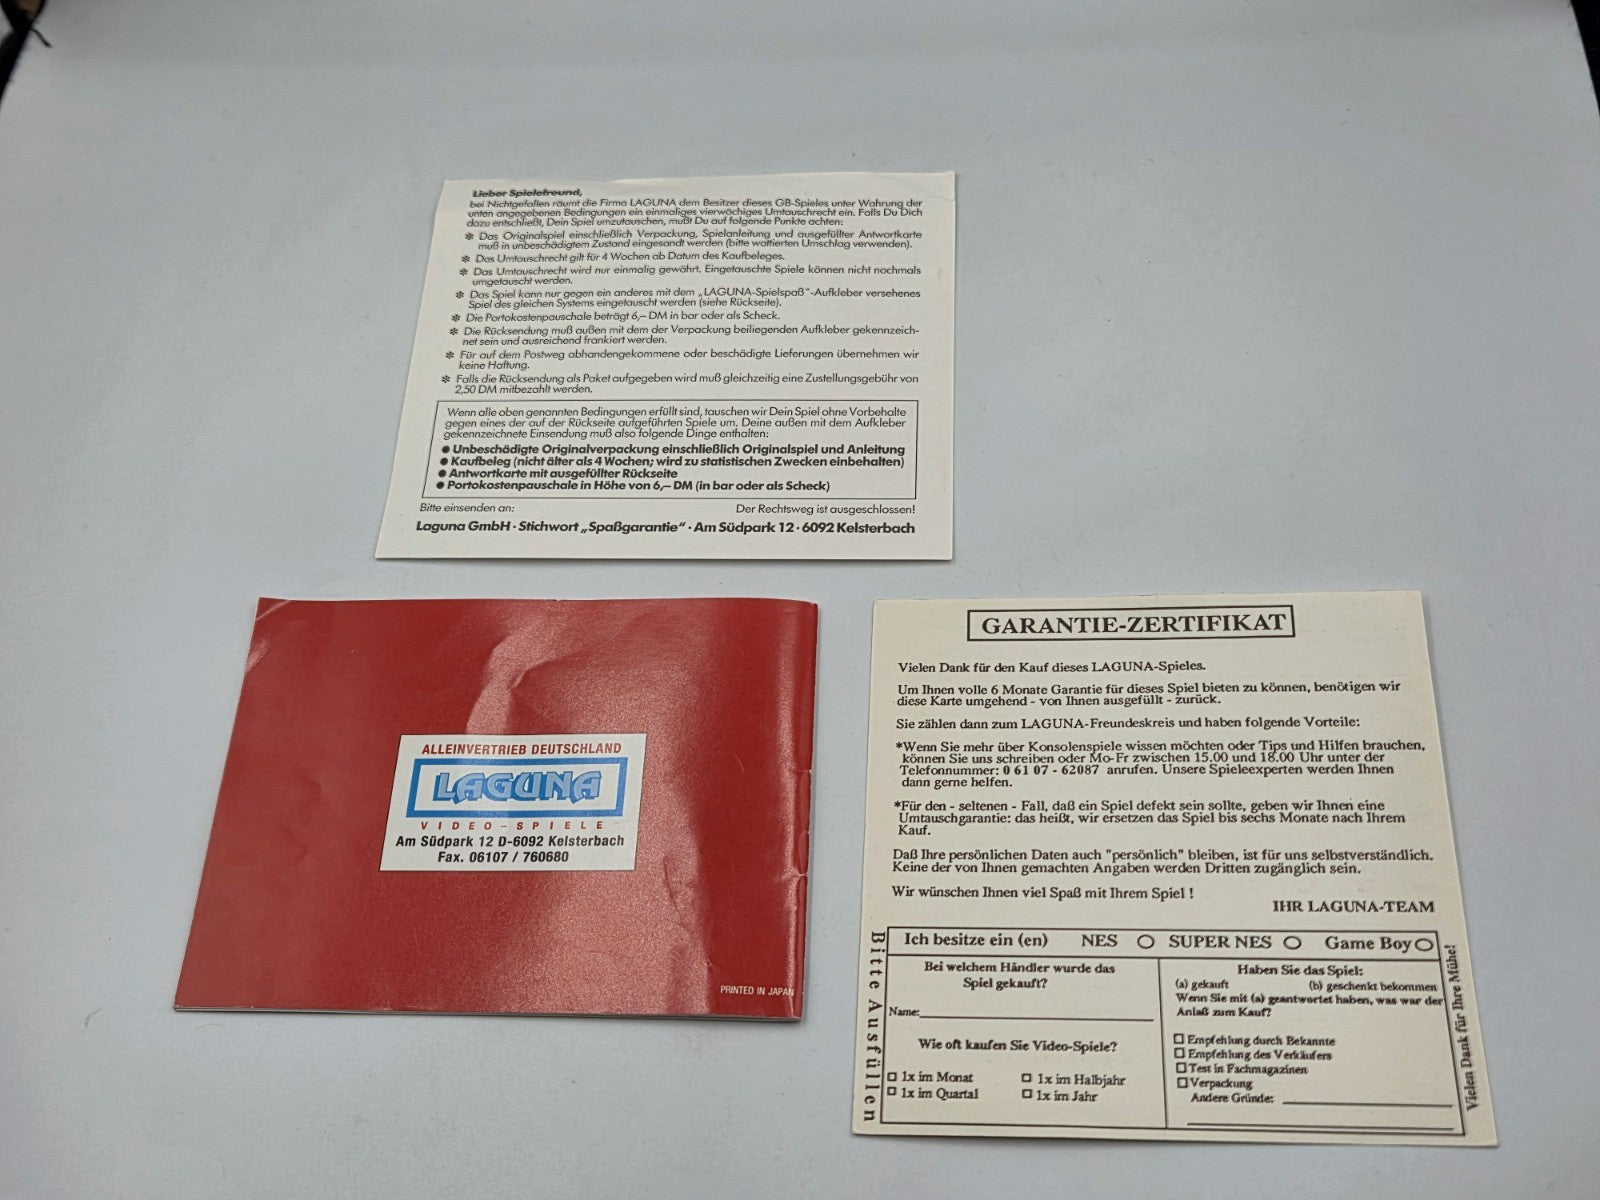 Lieber Spielefreund,
bei Nichtgefallen räumt die Firma LAGUNA dem Besitzer dieses GB-Spieles unter Wahrung der
unten angegebenen Bedingungen ein einmaliges vierwöchiges Umtauschrecht ein. Falls Du Dich
dazu entschließt, Dein Spiel umzutauschen, mußt Du auf folgende Punkte achten:
✻ Das Originalspiel einschließlich Verpackung, Spielanleitung und ausgefüllter Antwortkarte
muß in unbeschädigtem Zustand eingesandt werden (bitte wattierten Umschlag verwenden).
✻ Das Umtauschrecht gilt für 4 Wochen ab Datum des Kaufbeleges.
✻ Das Umtauschrecht wird nur einmalig gewährt. Eingetauschte Spiele können nicht nochmals
umgetauscht werden.
✻ Das Spiel kann nur gegen ein anderes mit dem „LAGUNA-Spielspaß"-Aufkleber versehenes
Spiel des gleichen Systems eingetauscht werden (siehe Rückseite).
✻ Die Portokostenpauschale beträgt 6,– DM in bar oder als Scheck.
✻ Die Rücksendung muß außen mit dem der Verpackung beiliegenden Aufkleber gekennzeich-
net sein und ausreichend frankiert werden.
✻ Für auf dem Postweg abhandengekommene oder beschädigte Lieferungen übernehmen wir
keine Haftung.
✻ Falls die Rücksendung als Paket aufgegeben wird muß gleichzeitig eine Zustellungsgebühr von
2,50 DM mitbezahlt werden.
Wenn alle oben genannten Bedingungen erfüllt sind, tauschen wir Dein Spiel ohne Vorbehalte
gegen eines der auf der Rückseite aufgeführten Spiele um. Deine außen mit dem Aufkleber
gekennzeichnete Einsendung muß also folgende Dinge enthalten:
● Unbeschädigte Originalverpackung einschließlich Originalspiel und Anleitung
● Kaufbeleg (nicht älter als 4 Wochen; wird zu statistischen Zwecken einbehalten)
● Antwortkarte mit ausgefüllter Rückseite
● Portokostenpauschale in Höhe von 6,– DM (in bar oder als Scheck)
Bitte einsenden an: Der Rechtsweg ist ausgeschlossen!
Laguna GmbH · Stichwort „Spaßgarantie" · Am Südpark 12 · 6092 Kelsterbach
ALLEINVERTRIEB DEUTSCHLAND
LAGUNA
VIDEO-SPIELE
Am Südpark 12 D-6092 Kelsterbach
Fax. 06107 / 760680
PRINTED IN JAPAN
GARANTIE-ZERTIFIKAT
Vielen Dank für den Kauf dieses LAGUNA-Spieles.
Um Ihnen volle 6 Monate Garantie für dieses Spiel bieten zu können, benötigen wir
diese Karte umgehend - von Ihnen ausgefüllt - zurück.
Sie zählen dann zum LAGUNA-Freundeskreis und haben folgende Vorteile:
*Wenn Sie mehr über Konsolenspiele wissen möchten oder Tips und Hilfen brauchen,
können Sie uns schreiben oder Mo-Fr zwischen 15.00 und 18.00 Uhr unter der
Telefonnummer: 0 61 07 - 62087 anrufen. Unsere Spieleexperten werden Ihnen
dann gerne helfen.
*Für den - seltenen - Fall, daß ein Spiel defekt sein sollte, geben wir Ihnen eine
Umtauschgarantie: das heißt, wir ersetzen das Spiel bis sechs Monate nach Ihrem
Kauf.
Daß Ihre persönlichen Daten auch "persönlich" bleiben, ist für uns selbstverständlich.
Keine der von Ihnen gemachten Angaben werden Dritten zugänglich sein.
Wir wünschen Ihnen viel Spaß mit Ihrem Spiel !
IHR LAGUNA-TEAM
Bitte Ausfüllen
Ich besitze ein (en) NES ○ SUPER NES ○ Game Boy ○
Bei welchem Händler wurde das
Spiel gekauft?
Name:
Wie oft kaufen Sie Video-Spiele?
□ 1x im Monat □ 1x im Halbjahr
□ 1x im Quartal □ 1x im Jahr
Haben Sie das Spiel:
(a) gekauft (b) geschenkt bekommen
Wenn Sie mit (a) geantwortet haben, was war der
Anlaß zum Kauf?
□ Empfehlung durch Bekannte
□ Empfehlung des Verkäufers
□ Test in Fachmagazinen
□ Verpackung
Andere Gründe:
Vielen Dank für Ihre Mühe!